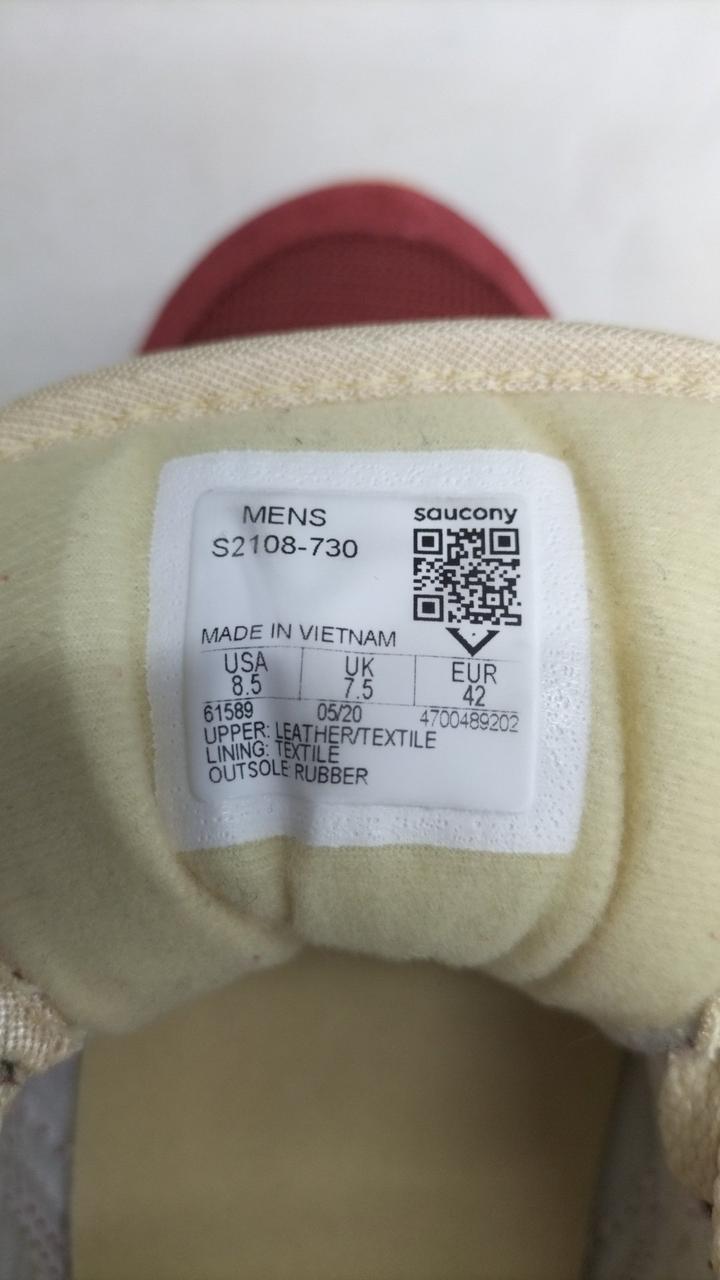 MENS
saucony
S2108-730
MADE IN VIETNAM
USA UK EUR
8.5 7.5 42
61589 05/20 4700489202
UPPER: LEATHER/TEXTILE
LINING: TEXTILE
OUTSOLE RUBBER